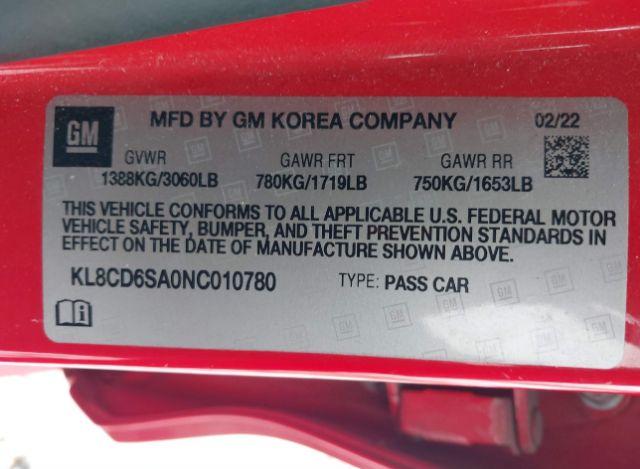 GM MFD BY GM KOREA COMPANY 02/22
GVWR GAWR FRT GAWR RR
1388KG/3060LB 780KG/1719LB 750KG/1653LB
THIS VEHICLE CONFORMS TO ALL APPLICABLE U.S. FEDERAL MOTOR
VEHICLE SAFETY, BUMPER, AND THEFT PREVENTION STANDARDS IN
EFFECT ON THE DATE OF MANUFACTURE SHOWN ABOVE.
KL8CD6SA0NC010780 TYPE: PASS CAR